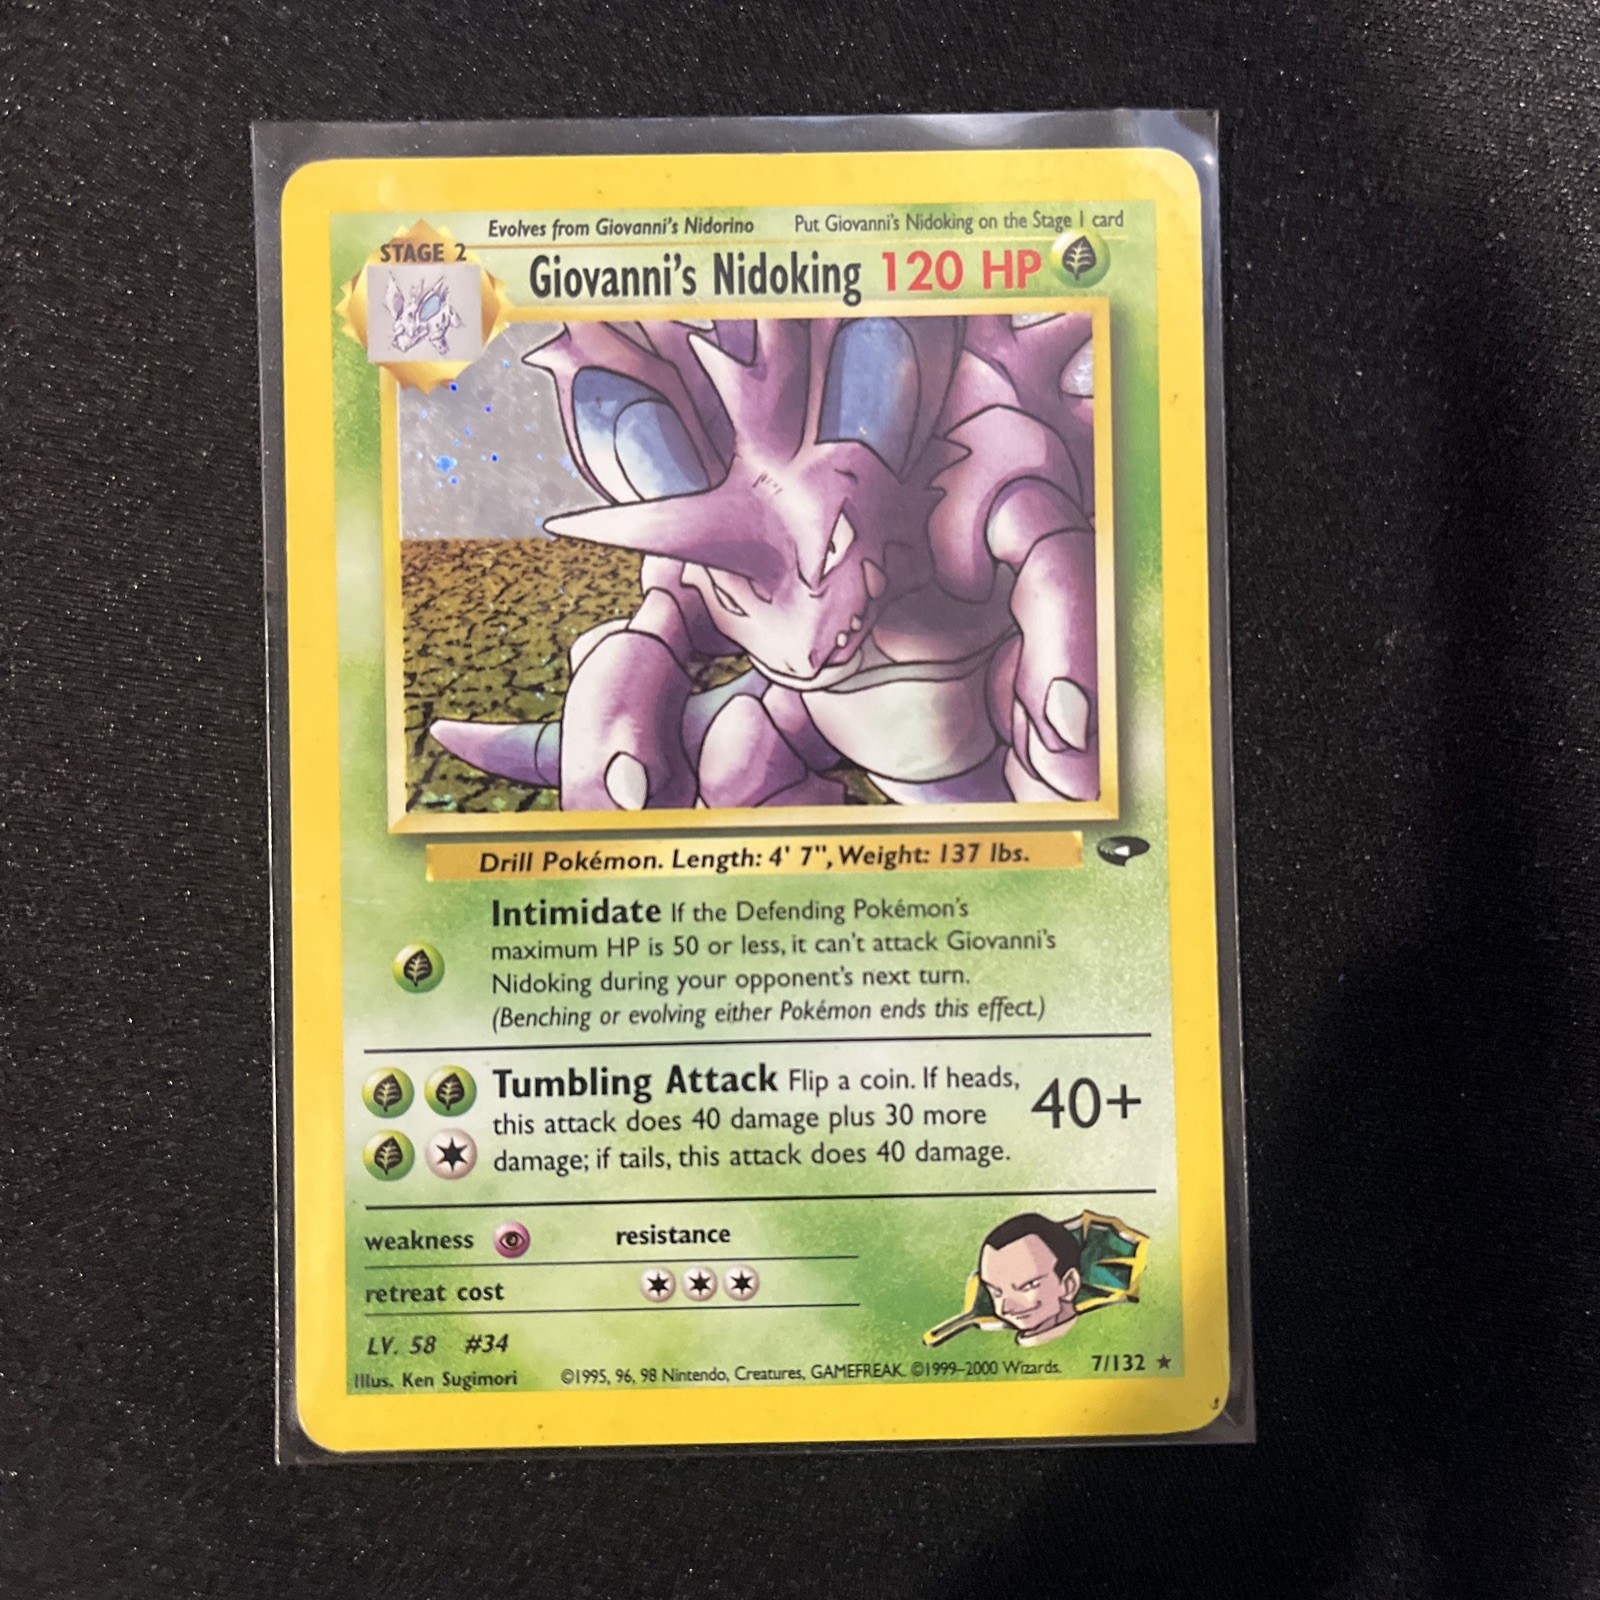 Evolves from Giovanni's Nidorino Put Giovanni's Nidoking on the Stage 1 card
STAGE 2
Giovanni's Nidoking 120 HP
Drill Pokémon. Length: 4' 7", Weight: 137 lbs.
Intimidate If the Defending Pokémon's
maximum HP is 50 or less, it can't attack Giovanni's
Nidoking during your opponent's next turn.
(Benching or evolving either Pokémon ends this effect.)
Tumbling Attack Flip a coin. If heads,
this attack does 40 damage plus 30 more
damage; if tails, this attack does 40 damage.
40+
weakness resistance
retreat cost
LV. 58 #34
Illus. Ken Sugimori ©1995, 96, 98 Nintendo, Creatures, GAMEFREAK. ©1999–2000 Wizards. 7/132 ★